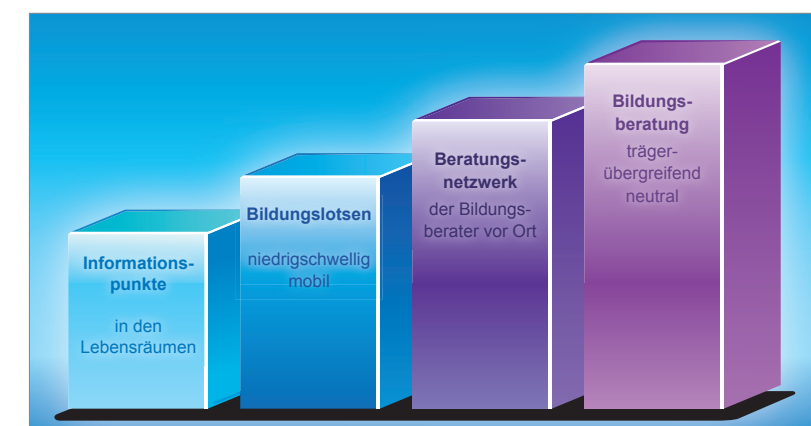 Informations-
punkte
in den
Lebensräumen
Bildungslotsen
niedrigschwellig
mobil
Beratungs-
netzwerk
der Bildungs-
berater vor Ort
Bildungs-
beratung
träger-
übergreifend
neutral